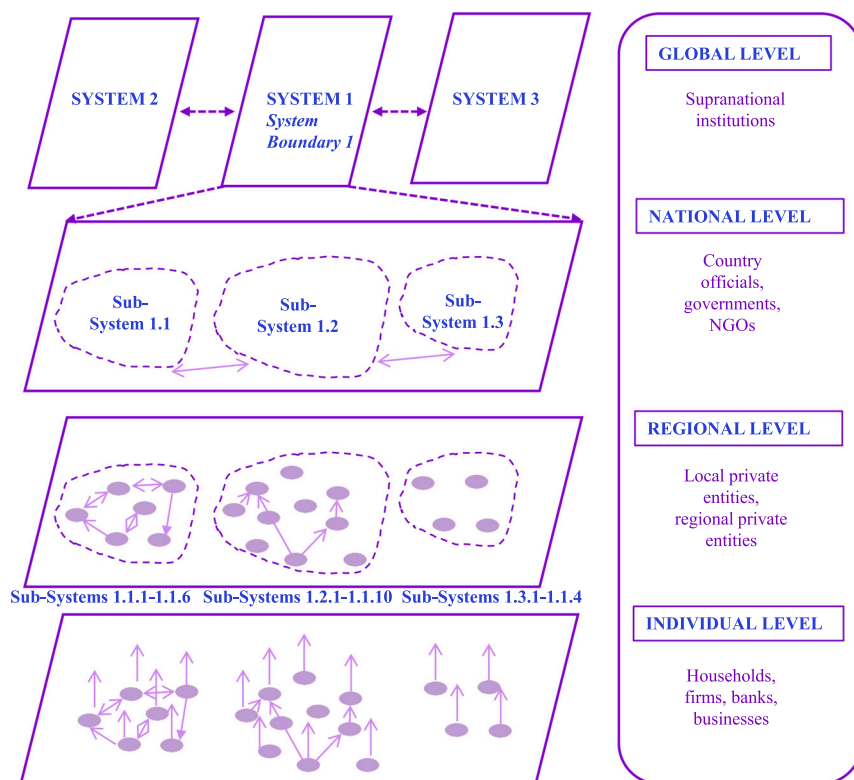 SYSTEM 2
SYSTEM 1
System
Boundary 1
SYSTEM 3
GLOBAL LEVEL
Supranational
institutions
Sub-
System 1.1
Sub-
System 1.2
Sub-
System 1.3
NATIONAL LEVEL
Country
officials,
governments,
NGOs
REGIONAL LEVEL
Local private
entities,
regional private
entities
Sub-Systems 1.1.1-1.1.6
Sub-Systems 1.2.1-1.1.10
Sub-Systems 1.3.1-1.1.4
INDIVIDUAL LEVEL
Households,
firms, banks,
businesses